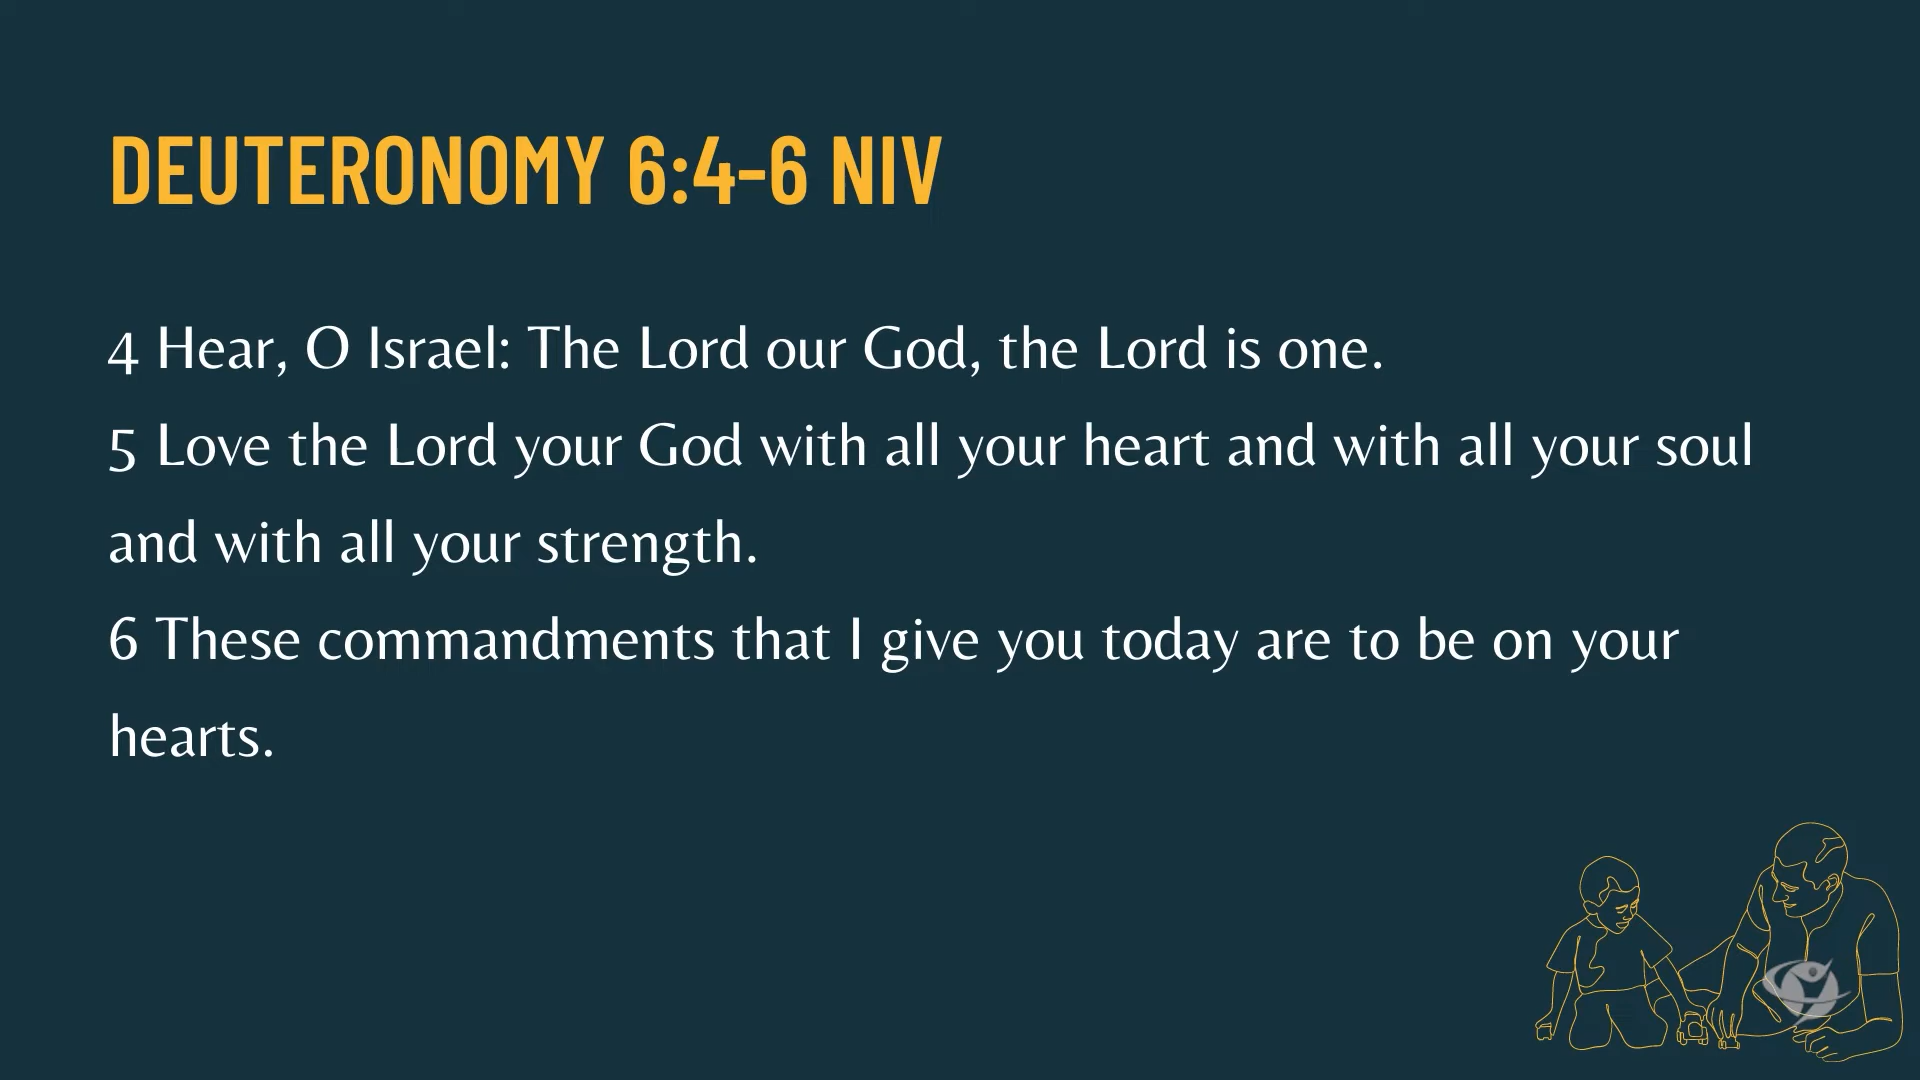 DEUTERONOMY 6:4-6 NIV
4 Hear, O Israel: The Lord our God, the Lord is one.
5 Love the Lord your God with all your heart and with all your soul
and with all your strength.
6 These commandments that I give you today are to be on your
hearts.